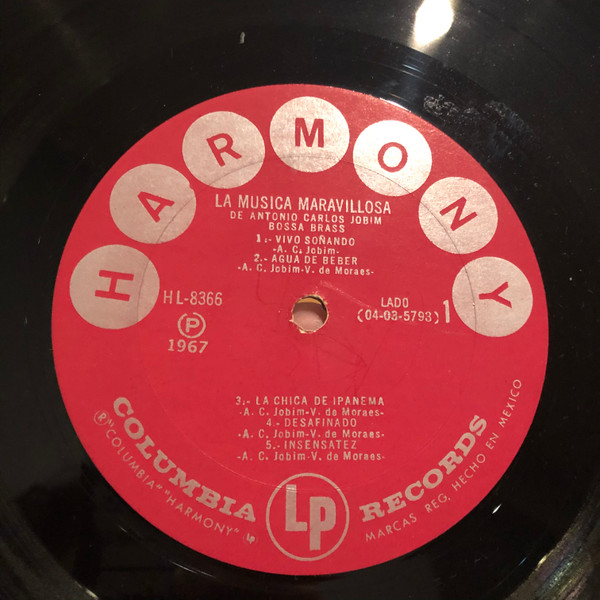 HARMONY
LA MUSICA MARAVILLOSA
DE ANTONIO CARLOS JOBIM
BOSSA BRASS
1.- VIVO SOÑANDO
-A. C. Jobim-
2.- AGUA DE BEBER
-A. C. Jobim-V. de Moraes-
HL-8366
Ⓟ
1967
LADO
(04-03-5793) 1
3.- LA CHICA DE IPANEMA
-A. C. Jobim-V. de Moraes-
4.- DESAFINADO
-A. C. Jobim-V. de Moraes-
5.- INSENSATEZ
-A. C. Jobim-V. de Moraes-
COLUMBIA LP RECORDS
® "COLUMBIA" "HARMONY" (LP) MARCAS REG. HECHO EN MEXICO